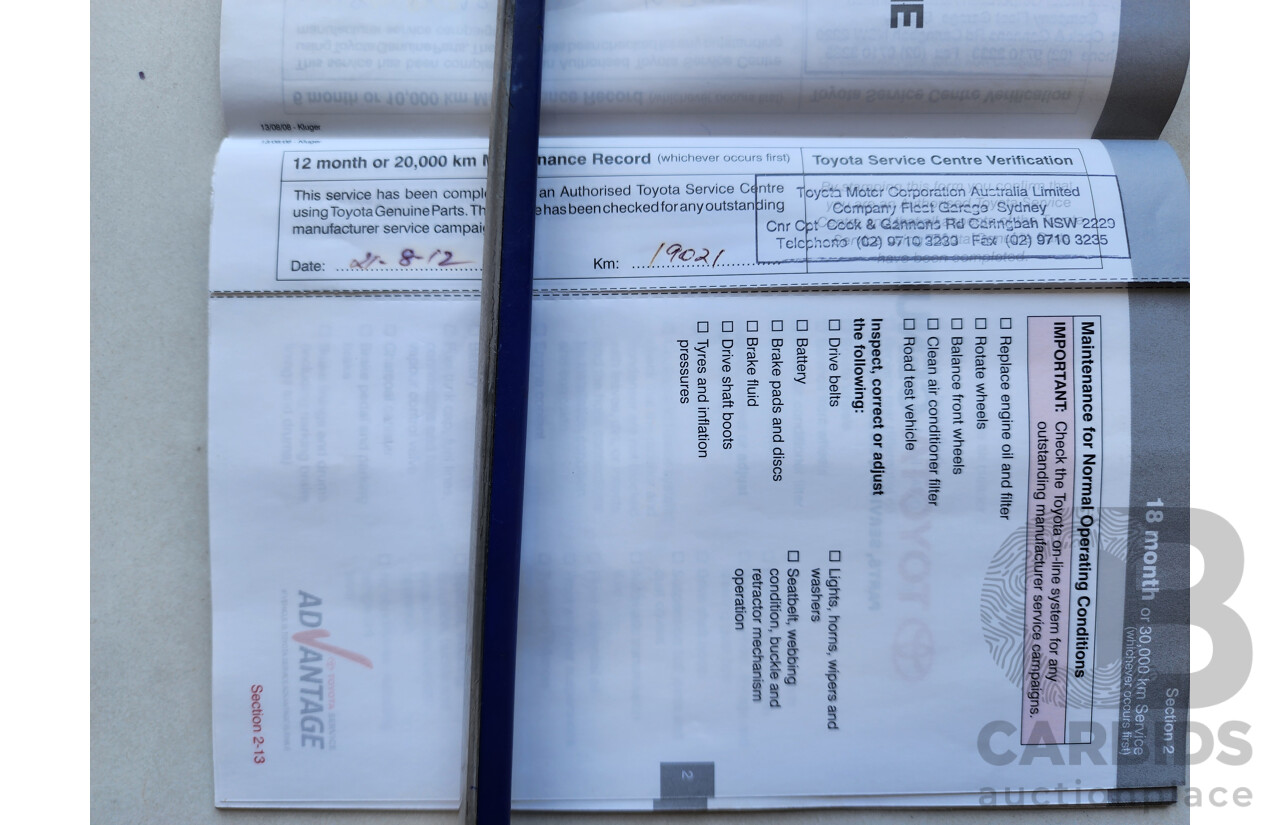 E
13/08/08 - Kluger
12 month or 20,000 km M nance Record (whichever occurs first)
Toyota Service Centre Verification
This service has been comple an Authorised Toyota Service Centre
using Toyota Genuine Parts. Th e has been checked for any outstanding
manufacturer service campai
Date: 21-8-12 Km: 19021
Toyota Motor Corporation Australia Limited
Company Fleet Garage Sydney
Cnr Cpt Cook & Gannons Rd Caringbah NSW 2229
Telephone (02) 9710 3233 Fax (02) 9710 3235
Section 2
18 month or 30,000 km Service
(whichever occurs first)
Maintenance for Normal Operating Conditions
IMPORTANT: Check the Toyota on-line system for any
outstanding manufacturer service campaigns.
☐ Replace engine oil and filter
☐ Rotate wheels
☐ Balance front wheels
☐ Clean air conditioner filter
☐ Road test vehicle
Inspect, correct or adjust
the following:
☐ Drive belts
☐ Battery
☐ Brake pads and discs
☐ Brake fluid
☐ Drive shaft boots
☐ Tyres and inflation
pressures
☐ Lights, horns, wipers and
washers
☐ Seatbelt, webbing
condition, buckle and
retractor mechanism
operation
2
ADVANTAGE
Section 2-13
CARBIDS
auctionplace